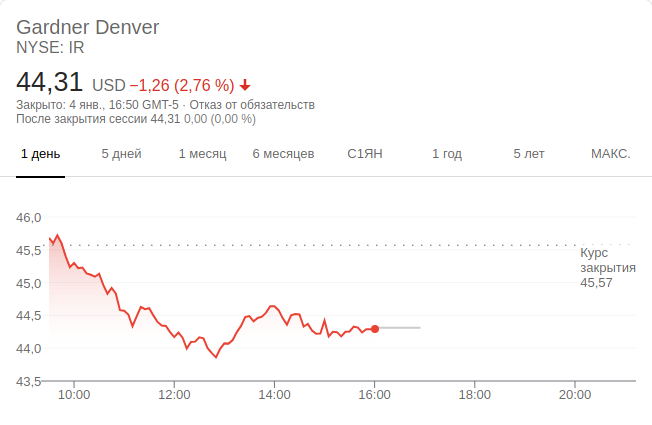 Gardner Denver
NYSE: IR
44,31 USD −1,26 (2,76 %)
Закрыто: 4 янв., 16:50 GMT-5 · Отказ от обязательств
После закрытия сессии 44,31 0,00 (0,00 %)
1 день 5 дней 1 месяц 6 месяцев С1ЯН 1 год 5 лет МАКС.
46,0
45,5
Курс
закрытия
45,57
45,0
44,5
44,0
43,5
10:00 12:00 14:00 16:00 18:00 20:00